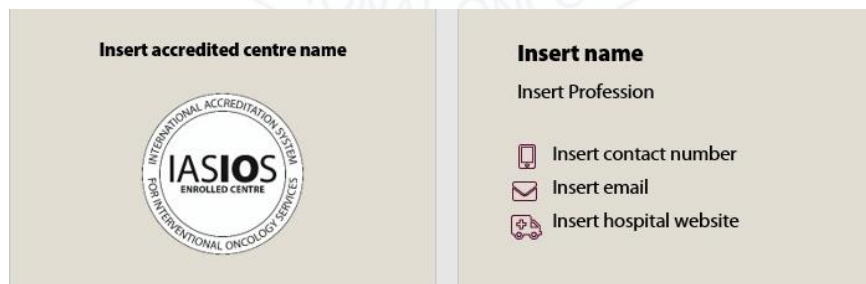 Insert accredited centre name
INTERNATIONAL ACCREDITATION SYSTEM
FOR INTERVENTIONAL ONCOLOGY SERVICES
IASIOS
ENROLLED CENTRE
Insert name
Insert Profession
Insert contact number
Insert email
Insert hospital website